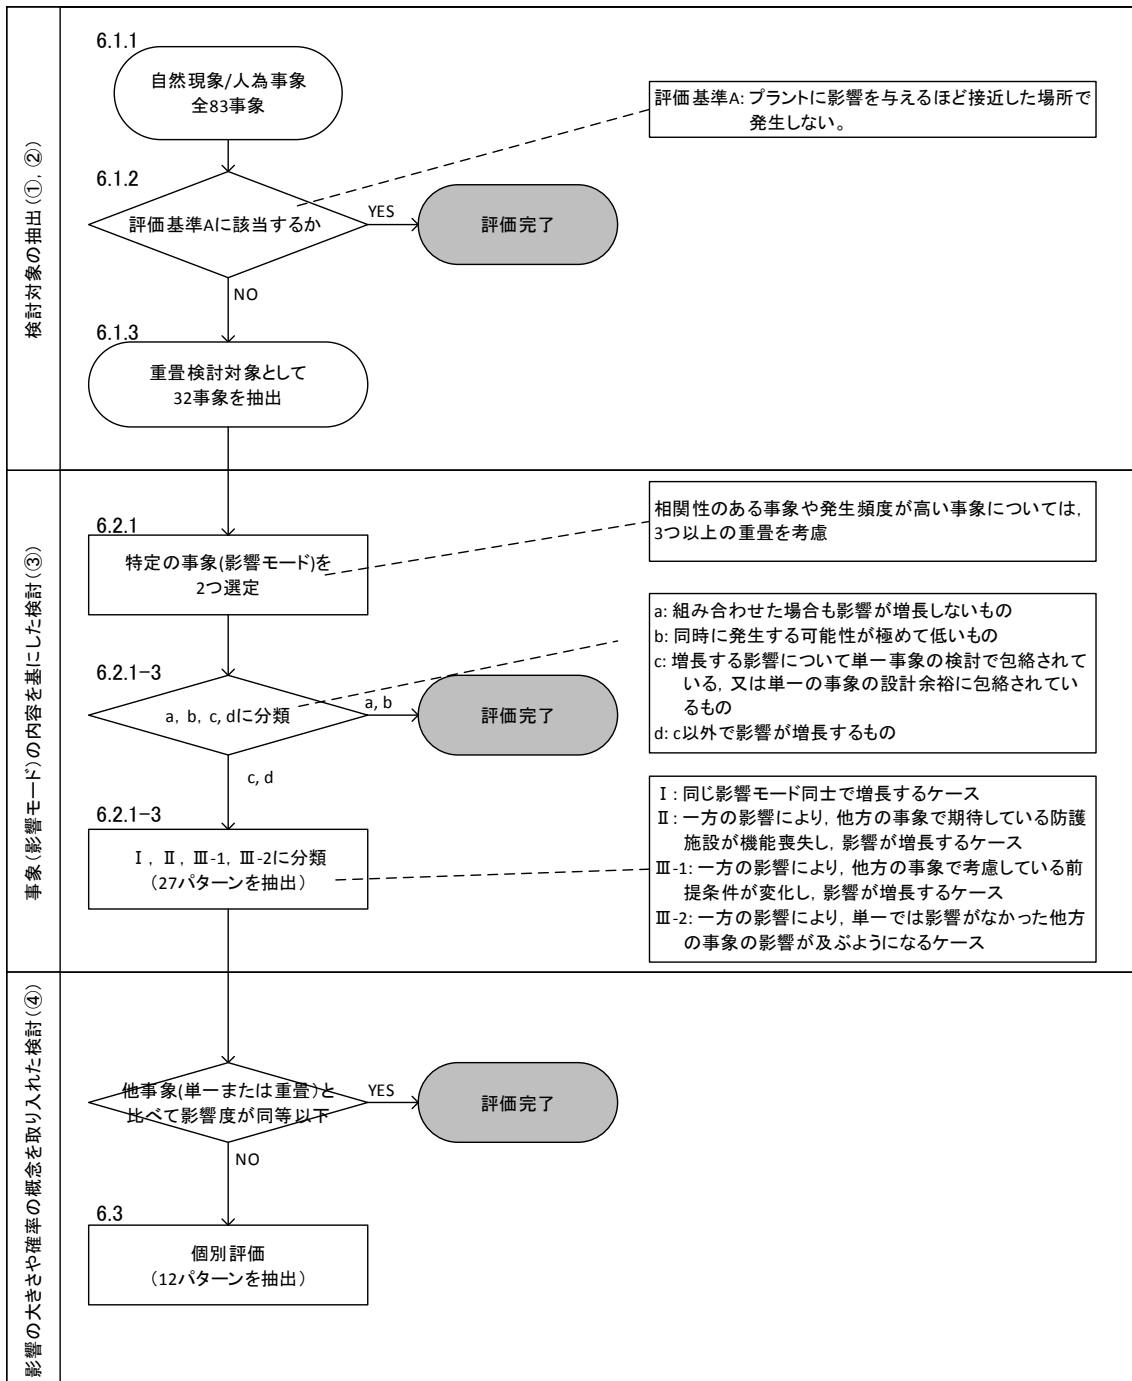 検討対象の抽出(①, ②)
6.1.1
自然現象/人為事象
全83事象
評価基準A: プラントに影響を与えるほど接近した場所で
発生しない。
6.1.2
評価基準Aに該当するか
YES
評価完了
NO
6.1.3
重畳検討対象として
32事象を抽出
事象(影響モード)の内容を基にした検討(③)
6.2.1
特定の事象(影響モード)を
2つ選定
相関性のある事象や発生頻度が高い事象については,
3つ以上の重畳を考慮
6.2.1-3
a, b, c, dに分類
a, b
評価完了
c, d
a: 組み合わせた場合も影響が増長しないもの
b: 同時に発生する可能性が極めて低いもの
c: 増長する影響について単一事象の検討で包絡されて
いる, 又は単一の事象の設計余裕に包絡されてい
るもの
d: c以外で影響が増長するもの
6.2.1-3
Ⅰ, Ⅱ, Ⅲ-1, Ⅲ-2に分類
(27パターンを抽出)
Ⅰ: 同じ影響モード同士で増長するケース
Ⅱ: 一方の影響により, 他方の事象で期待している防護
施設が機能喪失し, 影響が増長するケース
Ⅲ-1: 一方の影響により, 他方の事象で考慮している前
提条件が変化し, 影響が増長するケース
Ⅲ-2: 一方の影響により, 単一では影響がなかった他方
の事象の影響が及ぶようになるケース
影響の大きさや確率の概念を取り入れた検討(④)
他事象(単一または重畳)と
比べて影響度が同等以下
YES
評価完了
NO
6.3
個別評価
(12パターンを抽出)